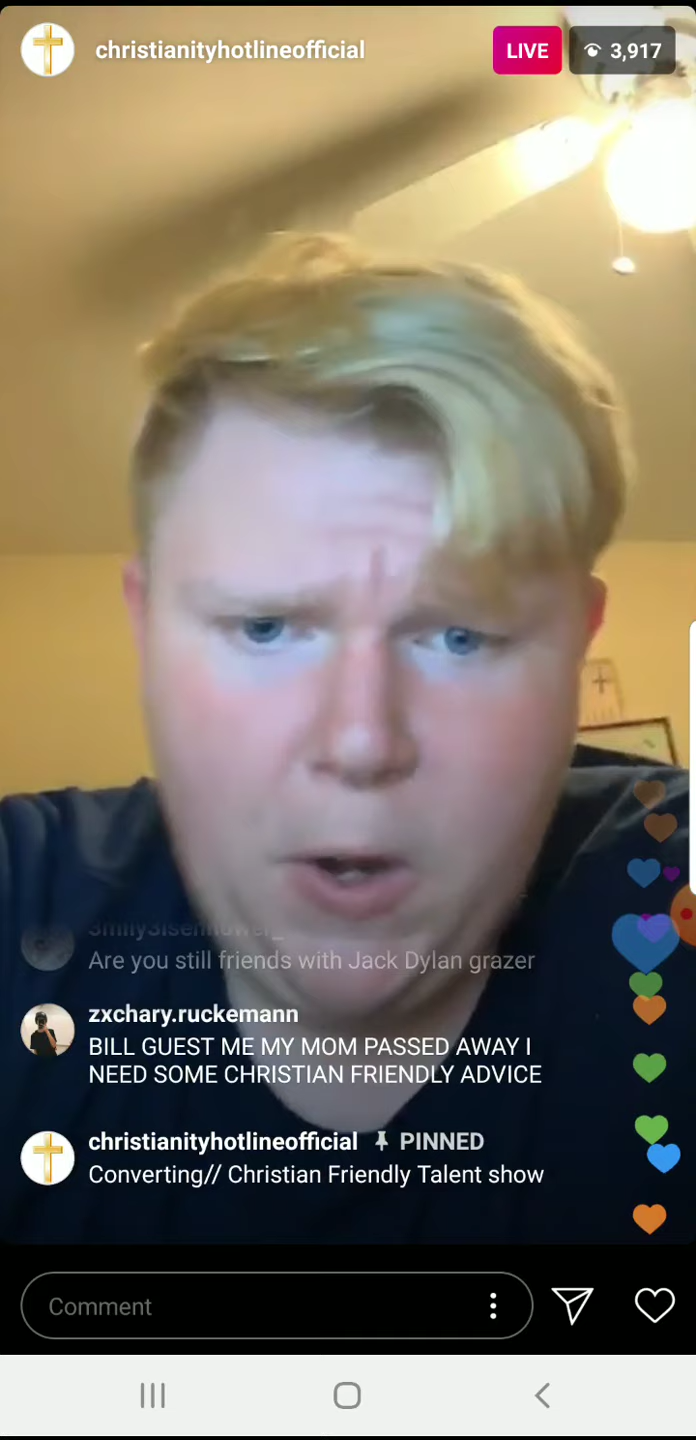 christianityhotlineofficial
LIVE
3,917
3mily3isenhower_
Are you still friends with Jack Dylan grazer
zxchary.ruckemann
BILL GUEST ME MY MOM PASSED AWAY I
NEED SOME CHRISTIAN FRIENDLY ADVICE
christianityhotlineofficial PINNED
Converting// Christian Friendly Talent show
Comment